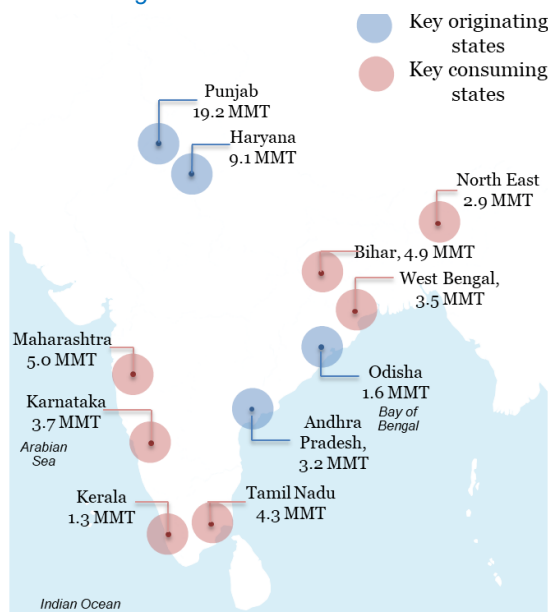 Key originating
states
Key consuming
states
Punjab
19.2 MMT
Haryana
9.1 MMT
North East
2.9 MMT
Bihar, 4.9 MMT
West Bengal,
3.5 MMT
Maharashtra
5.0 MMT
Odisha
1.6 MMT
Karnataka
3.7 MMT
Bay of
Bengal
Andhra
Pradesh,
3.2 MMT
Arabian
Sea
Kerala
1.3 MMT
Tamil Nadu
4.3 MMT
Indian Ocean